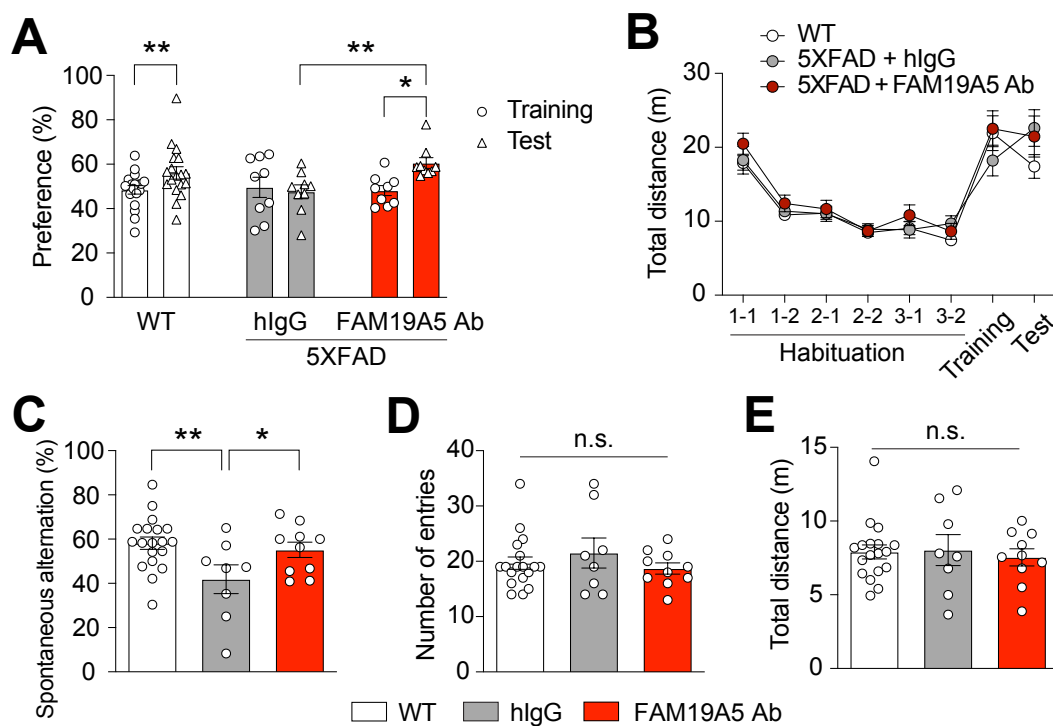 A
Preference (%)
100
80
60
40
20
0
**
**
*
Training
Test
WT
hIgG
FAM19A5 Ab
5XFAD
B
WT
5XFAD + hIgG
5XFAD + FAM19A5 Ab
Total distance (m)
30
20
10
0
1-1
1-2
2-1
2-2
3-1
3-2
Training
Test
Habituation
C
Spontaneous alternation (%)
100
80
60
40
20
0
**
*
D
Number of entries
40
30
20
10
0
n.s.
E
Total distance (m)
15
10
5
0
n.s.
WT
hIgG
FAM19A5 Ab